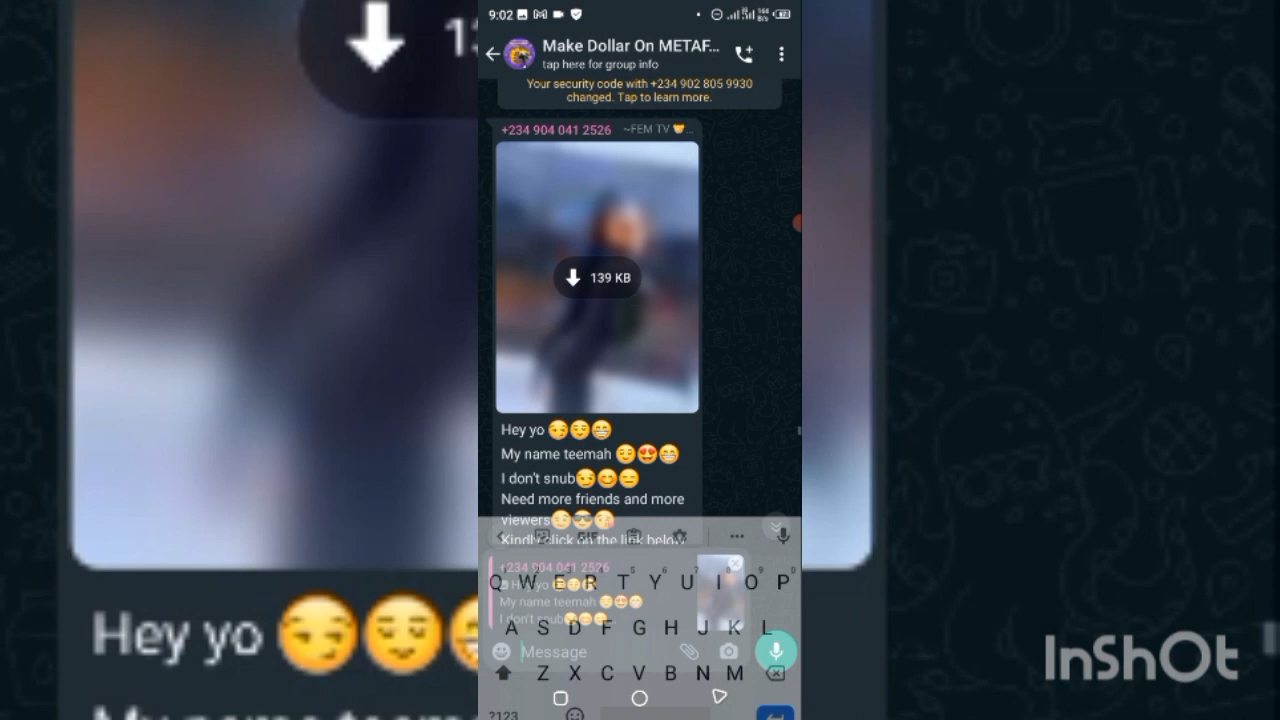 9:02
Make Dollar On METAF...
tap here for group info
Your security code with +234 902 805 9930
changed. Tap to learn more.
+234 904 041 2526 ~FEM TV 🤝...
139 KB
Hey yo 😏😌😁
My name teemah 😌😍😁
I don't snub😏😊😑
Need more friends and more
viewers😌😎😘
Kindly click on the link below
GIF
+234 904 041 2526
Hey yo
My name teemah 😌😍😁
I don't snub
Q W E R T Y U I O P
A S D F G H J K L
Message
Z X C V B N M
?123
Hey yo 😏😌
InShOt